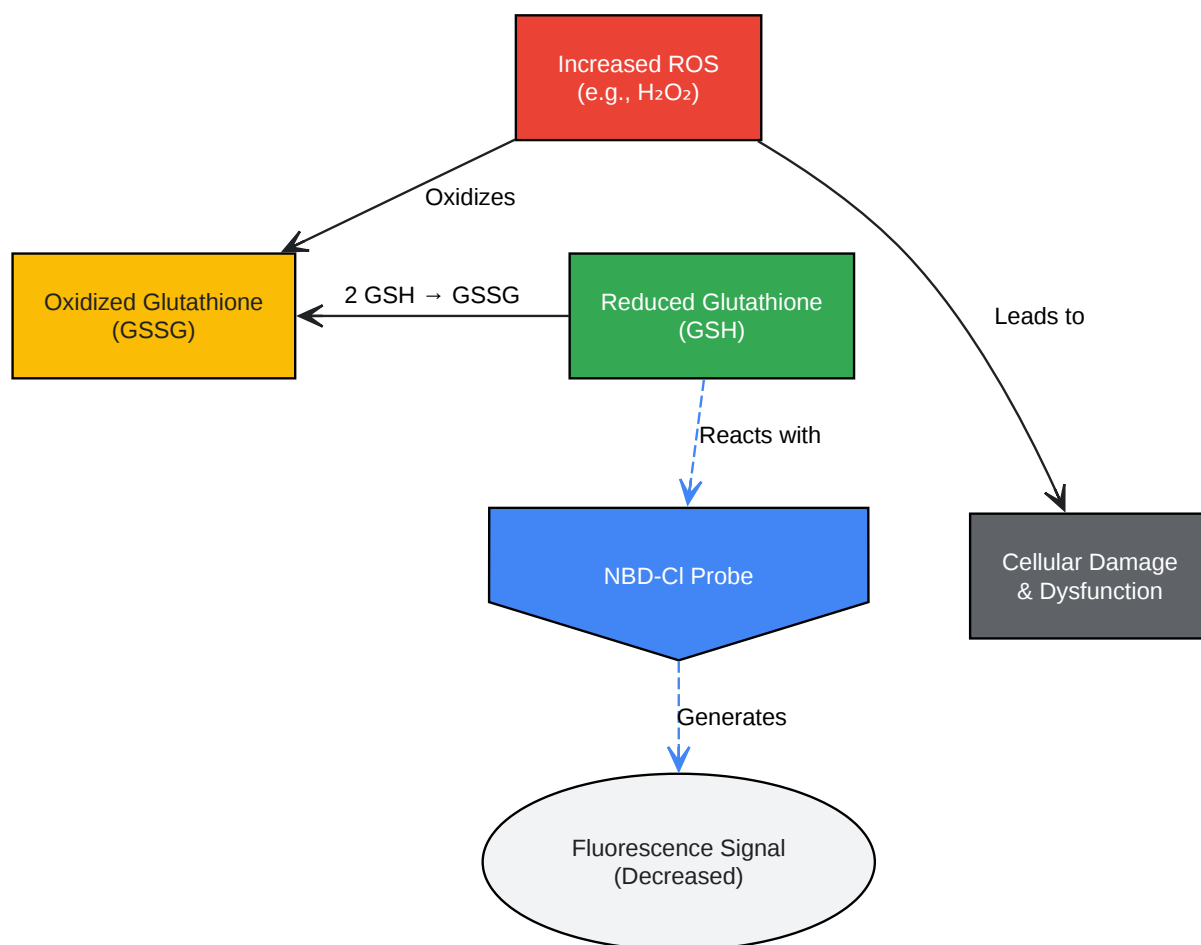 Increased ROS
(e.g., H₂O₂)
Oxidizes
Oxidized Glutathione
(GSSG)
2 GSH → GSSG
Reduced Glutathione
(GSH)
Leads to
Reacts with
NBD-Cl Probe
Cellular Damage
& Dysfunction
Generates
Fluorescence Signal
(Decreased)